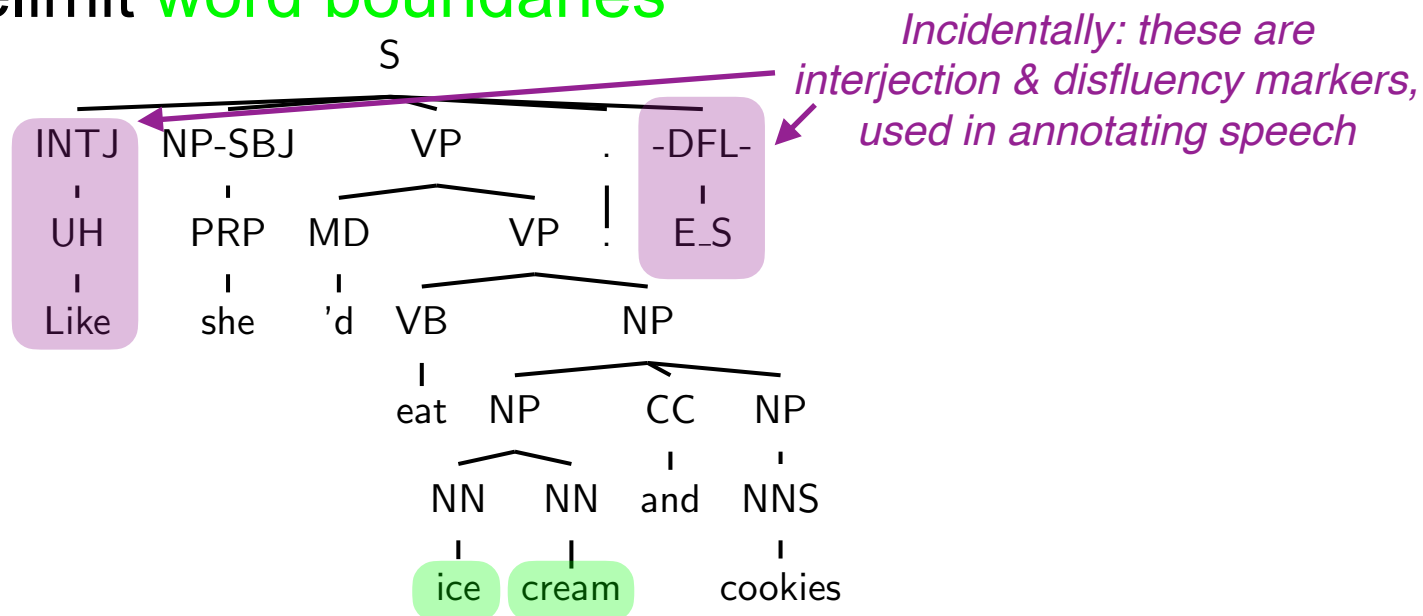 elimit word boundaries
Incidentally: these are
interjection & disfluency markers,
used in annotating speech
S
INTJ NP-SBJ VP . -DFL-
UH PRP MD VP . E_S
Like she 'd VB NP
eat NP CC NP
NN NN and NNS
ice cream cookies